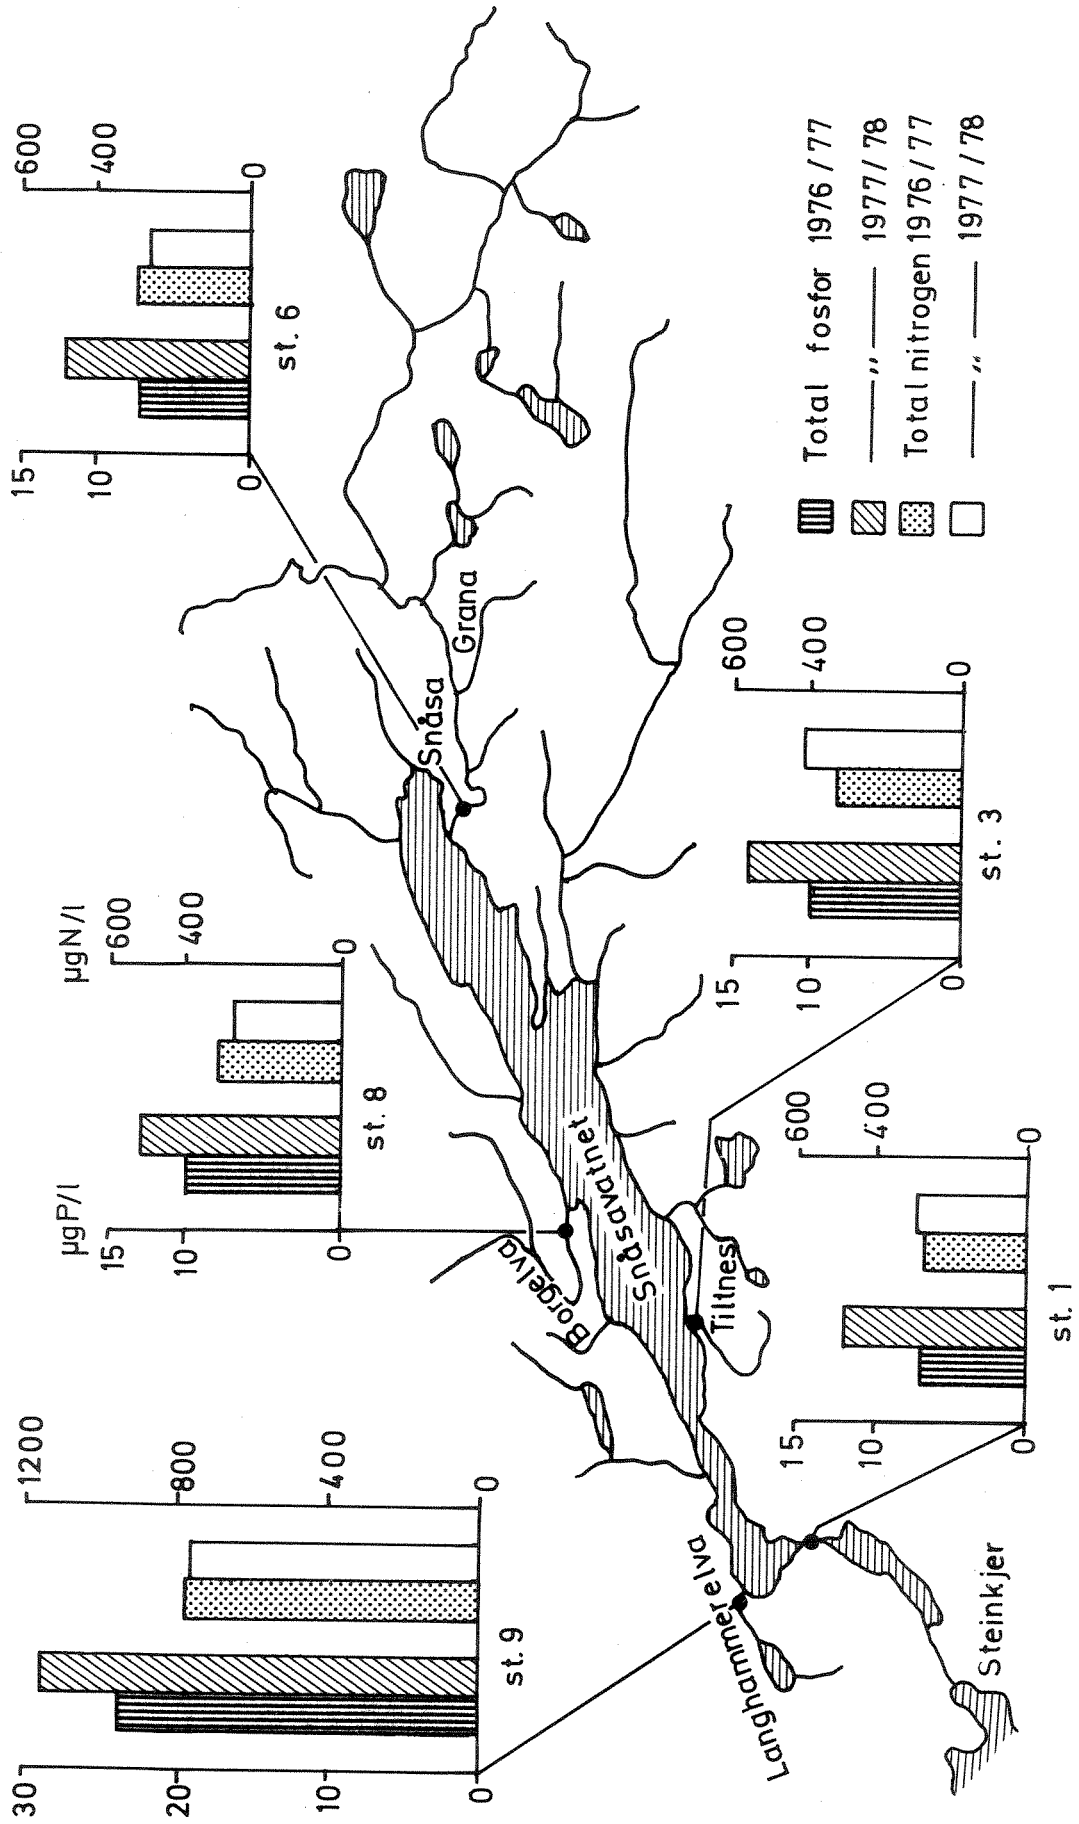 30
20
10
0
1200
800
400
0
st. 9
µgP/l
15
10
0
µgN/l
600
400
0
st. 8
15
10
0
600
400
0
st. 6
Langhammerelva
Borgelva
Snåsavatnet
Snåsa
Grana
Tiltnes
Steinkjer
15
10
0
600
400
0
st. 1
15
10
0
600
400
0
st. 3
Total fosfor 1976/77
—„— 1977/78
Total nitrogen 1976/77
—„— 1977/78